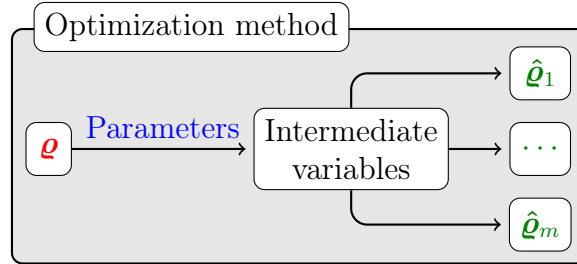 Optimization method
ϱ
Parameters
Intermediate
variables
ϱ̂₁
⋯
ϱ̂ₘ